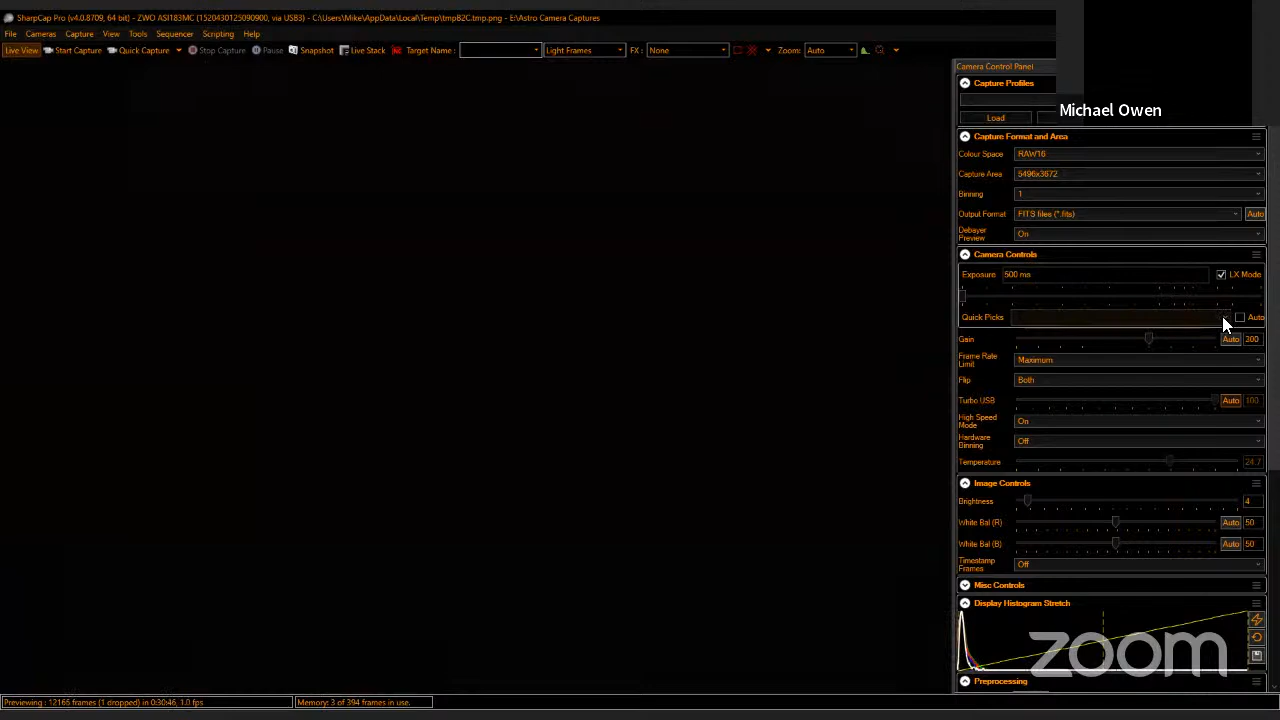 SharpCap Pro (v4.0.8709, 64 bit) - ZWO ASI183MC (1520430125090900, via USB3) - C:\Users\Mike\AppData\Local\Temp\tmpB2C.tmp.png - E:\Astro Camera Captures
File Cameras Capture View Tools Sequencer Scripting Help
Live View Start Capture Quick Capture Stop Capture Pause Snapshot Live Stack Target Name : Light Frames FX : None Zoom: Auto
Camera Control Panel
Capture Profiles
Michael Owen
Load
Capture Format and Area
Colour Space RAW16
Capture Area 5496x3672
Binning 1
Output Format FITS files (*.fits) Auto
Debayer Preview On
Camera Controls
Exposure 500 ms LX Mode
Quick Picks Auto
Gain Auto 300
Frame Rate Limit Maximum
Flip Both
Turbo USB Auto 100
High Speed Mode On
Hardware Binning Off
Temperature 24.7
Image Controls
Brightness 4
White Bal (R) Auto 50
White Bal (B) Auto 50
Timestamp Frames Off
Misc Controls
Display Histogram Stretch
zoom
Preprocessing
Previewing : 12165 frames (1 dropped) in 0:30:46, 1.0 fps Memory: 3 of 394 frames in use.